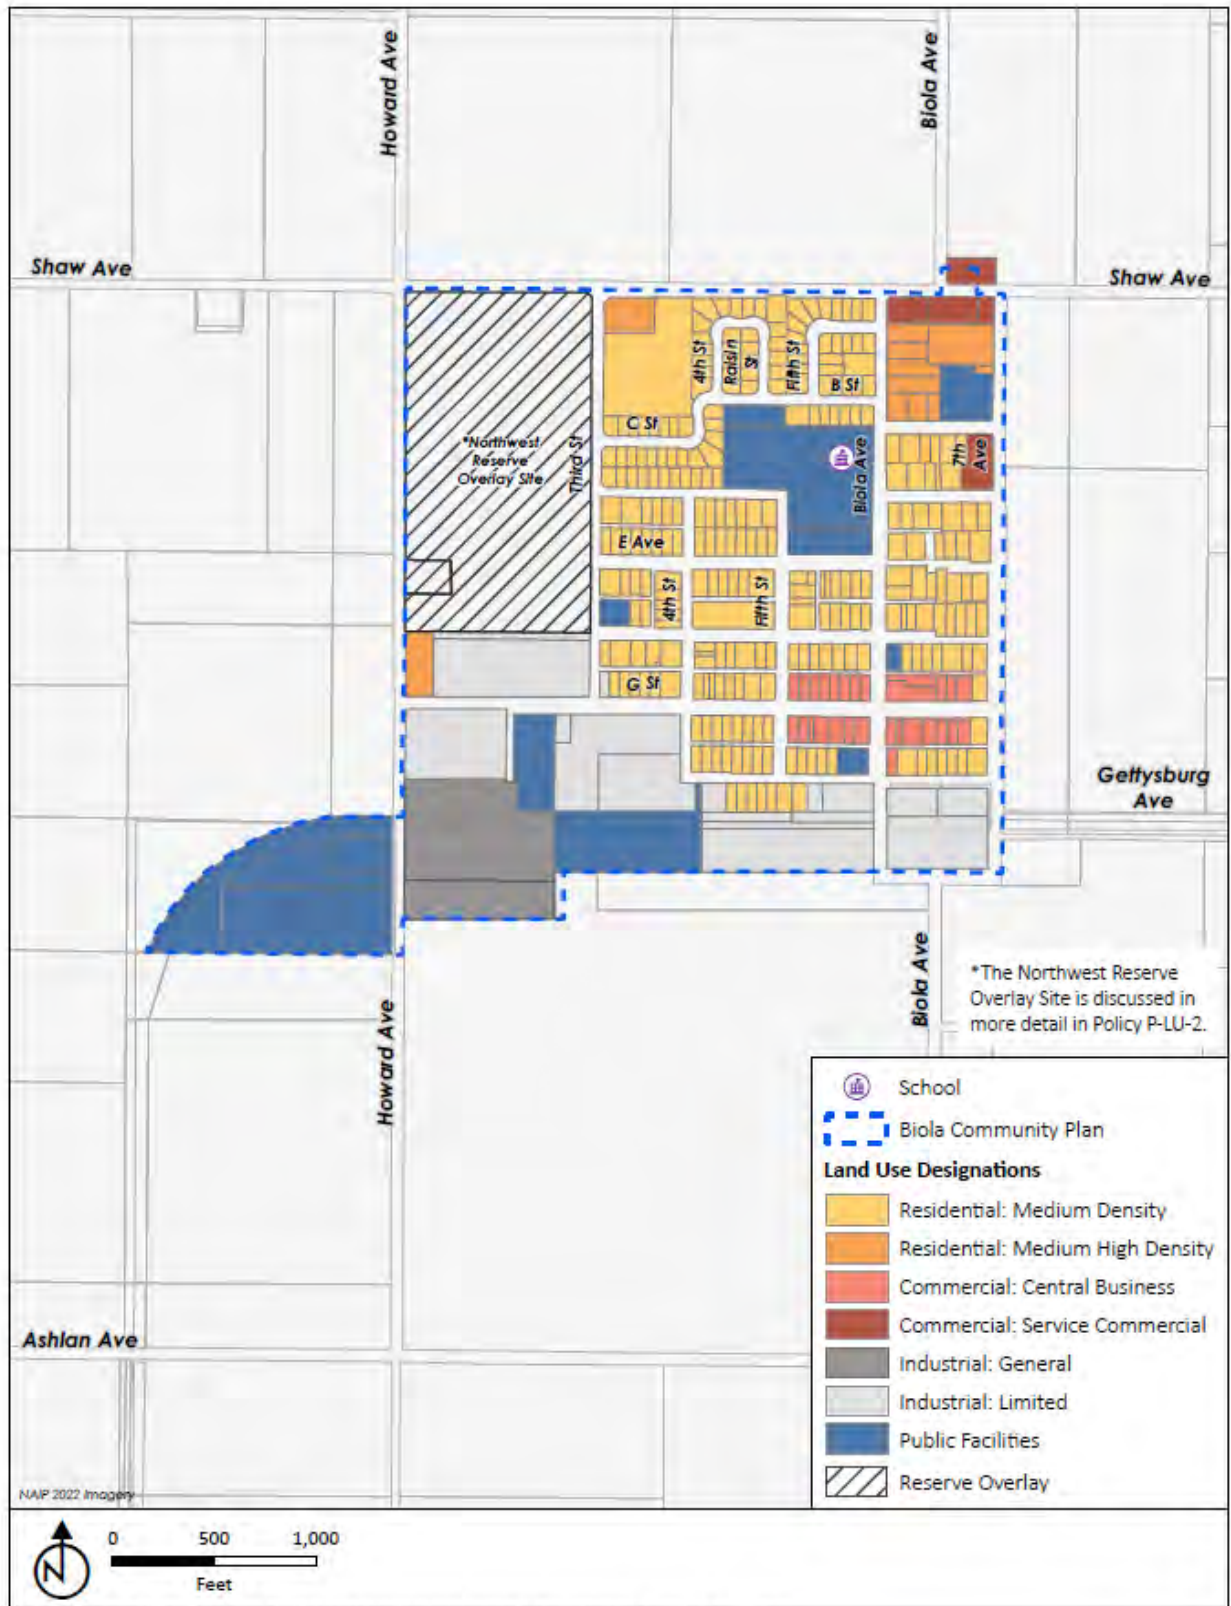 Howard Ave
Biola Ave
Shaw Ave
Shaw Ave
4th St
Raisin
St
Fifth St
B St
C St
*Northwest
Reserve
Overlay Site
Third St
Biola Ave
7th
Ave
E Ave
4th St
Fifth St
G St
Gettysburg
Ave
Biola Ave
*The Northwest Reserve
Overlay Site is discussed in
more detail in Policy P-LU-2.
Howard Ave
School
Biola Community Plan
Land Use Designations
Residential: Medium Density
Residential: Medium High Density
Commercial: Central Business
Commercial: Service Commercial
Industrial: General
Industrial: Limited
Public Facilities
Reserve Overlay
Ashlan Ave
NAIP 2022 Imagery
N
0 500 1,000
Feet